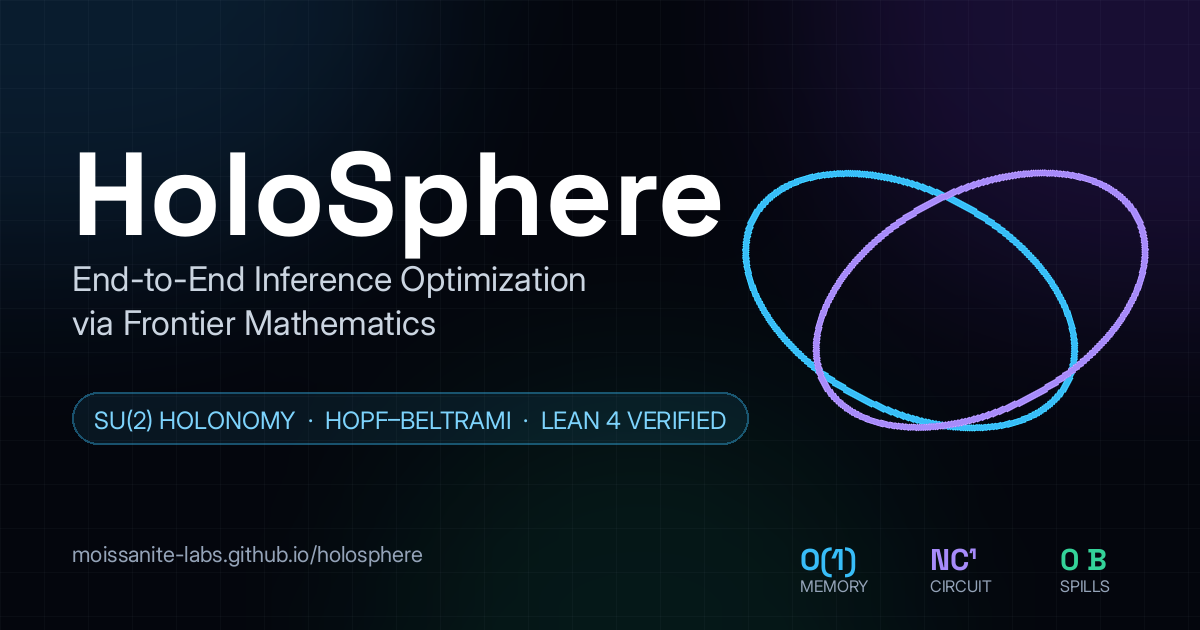 HoloSphere
End-to-End Inference Optimization
via Frontier Mathematics
SU(2) HOLONOMY · HOPF–BELTRAMI · LEAN 4 VERIFIED
moissanite-labs.github.io/holosphere
O(1)
MEMORY
NC¹
CIRCUIT
0 B
SPILLS